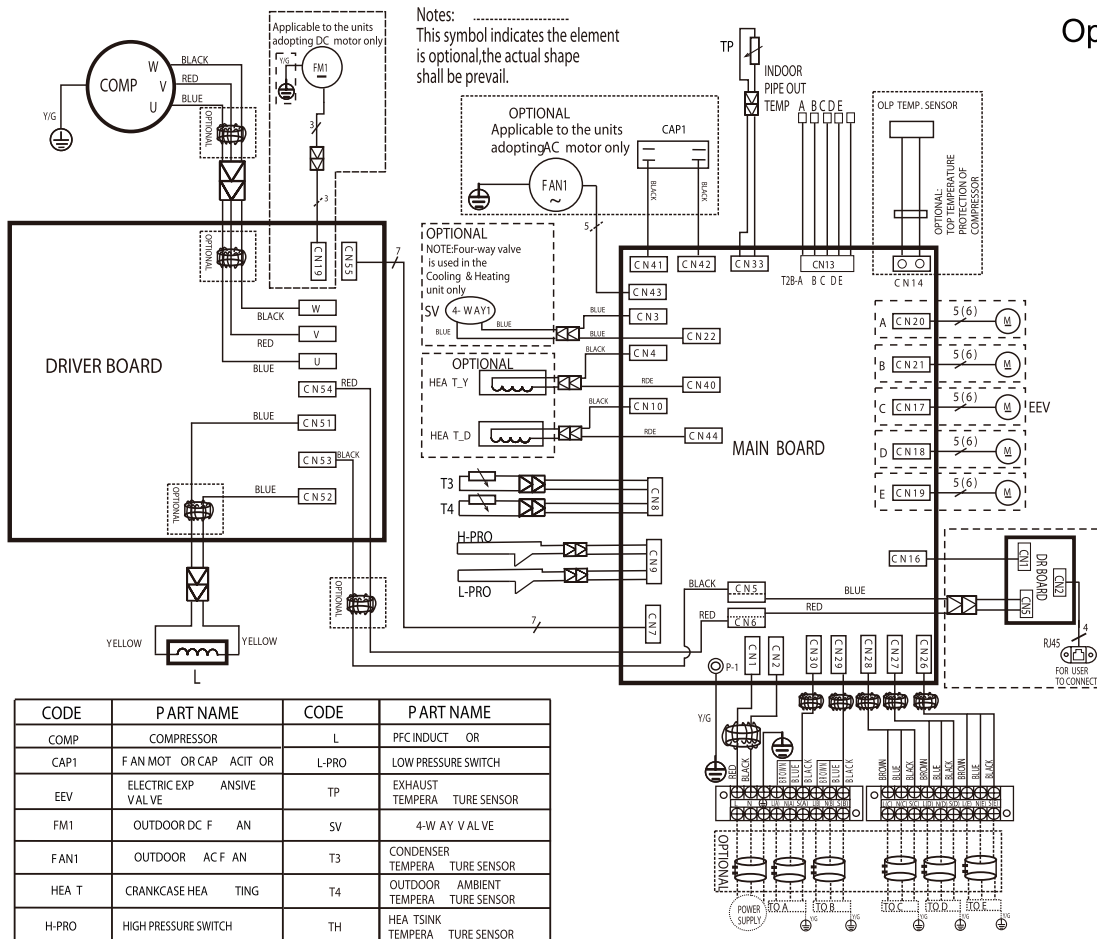 Notes:
This symbol indicates the element
is optional,the actual shape
shall be prevail.
Op
Applicable to the units
adopting DC motor only
Y/G
FM1
3
3
COMP
W
V
U
BLACK
RED
BLUE
Y/G
OPTIONAL
OPTIONAL
CN19
CN55
7
W
BLACK
V
RED
U
BLUE
DRIVER BOARD
CN54
RED
BLUE
CN51
CN53
BLACK
BLUE
CN52
OPTIONAL
OPTIONAL
YELLOW
YELLOW
L
OPTIONAL
Applicable to the units
adoptingAC motor only
CAP1
FAN1
~
BLACK
BLACK
5
TP
INDOOR
PIPE OUT
TEMP
A B C D E
OLP TEMP. SENSOR
OPTIONAL:
TOP TEMPERATURE
PROTECTION OF
COMPRESSOR
OPTIONAL
NOTE:Four-way valve
is used in the
Cooling & Heating
unit only
SV
4- WAY1
BLUE
BLUE
BLUE
BLUE
OPTIONAL
HEA T_Y
BLACK
RDE
HEA T_D
BLACK
RDE
CN41
CN42
CN33
CN13
T2B-A B C DE
CN14
CN43
CN3
CN22
CN4
CN40
CN10
CN44
MAIN BOARD
A
CN20
5(6)
M
B
CN21
5(6)
M
C
CN17
5(6)
M
EEV
D
CN18
5(6)
M
E
CN19
5(6)
M
T3
T4
CN8
H-PRO
L-PRO
CN9
7
CN7
BLACK
CN5
BLUE
RED
CN6
RED
CN16
CN1
CN2
CN5
DR BOARD
4
RJ45
FOR USER
TO CONNECT
P-1
CN1
CN2
CN30
CN29
CN28
CN27
CN26
Y/G
RED
BLACK
BROWN
BLUE
BLACK
BROWN
BLUE
BLACK
BROWN
BLUE
BLACK
BROWN
BLUE
BLACK
BROWN
BLUE
BLACK
L N L(A) N(A) S(A) L(B) N(B) S(B)
L(C) N(C) S(C) L(D) N(D) S(D) L(E) N(E) S(E)
OPTIONAL
POWER
SUPPLY
TO A
Y/G
TO B
Y/G
TO C
Y/G
TO D
Y/G
TO E
Y/G
CODE PART NAME CODE PART NAME
COMP COMPRESSOR L PFC INDUCT OR
CAP1 F AN MOT OR CAP ACIT OR L-PRO LOW PRESSURE SWITCH
EEV ELECTRIC EXP ANSIVE
V AL VE
TP EXHAUST
TEMPERA TURE SENSOR
FM1 OUTDOOR DC F AN SV 4-W AY V AL VE
F AN1 OUTDOOR AC F AN T3 CONDENSER
TEMPERA TURE SENSOR
HEA T CRANKCASE HEA TING T4 OUTDOOR AMBIENT
TEMPERA TURE SENSOR
H-PRO HIGH PRESSURE SWITCH TH HEA TSINK
TEMPERA TURE SENSOR